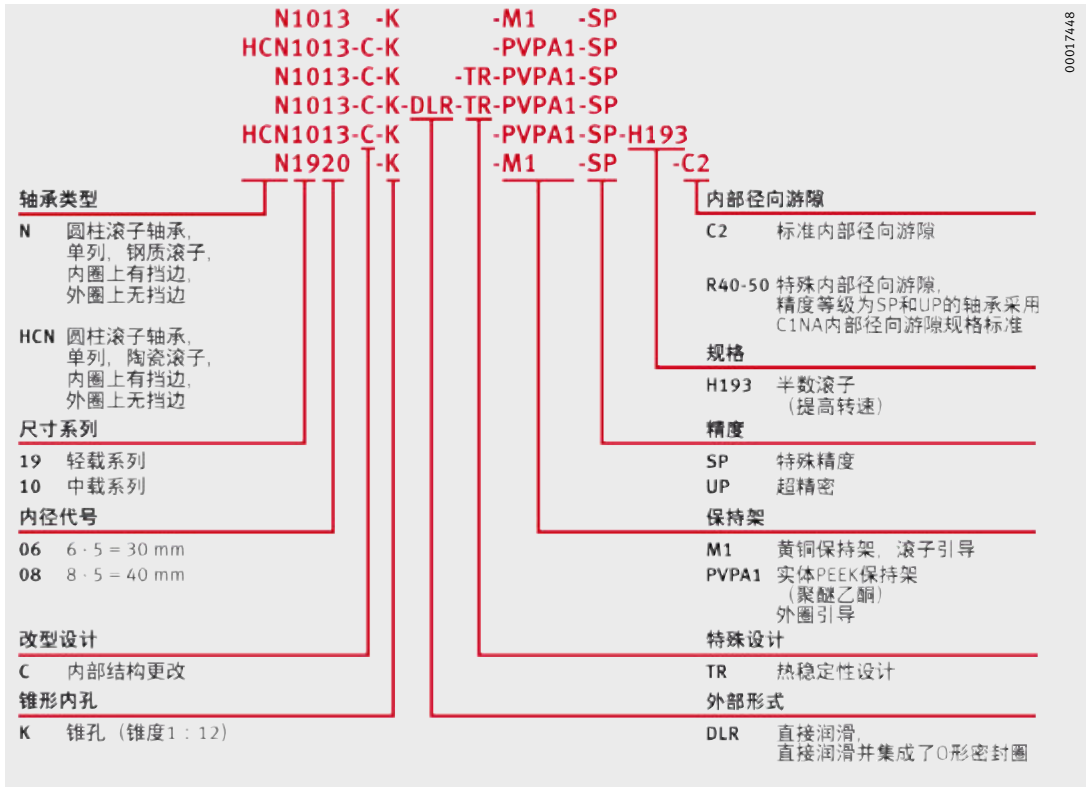 N1013 -K -M1 -SP
HCN1013-C-K -PVPA1-SP
N1013-C-K -TR-PVPA1-SP
N1013-C-K-DLR-TR-PVPA1-SP
HCN1013-C-K -PVPA1-SP-H193
N1920 -K -M1 -SP -C2
00017448
轴承类型
N 圆柱滚子轴承,
单列, 钢质滚子,
内圈上有挡边,
外圈上无挡边
HCN 圆柱滚子轴承,
单列, 陶瓷滚子,
内圈上有挡边,
外圈上无挡边
尺寸系列
19 轻载系列
10 中载系列
内径代号
06 6 · 5 = 30 mm
08 8 · 5 = 40 mm
改型设计
C 内部结构更改
锥形内孔
K 锥孔（锥度1：12）
内部径向游隙
C2 标准内部径向游隙
R40-50 特殊内部径向游隙,
精度等级为SP和UP的轴承采用
C1NA内部径向游隙规格标准
规格
H193 半数滚子
（提高转速）
精度
SP 特殊精度
UP 超精密
保持架
M1 黄铜保持架, 滚子引导
PVPA1 实体PEEK保持架
（聚醚乙酮）
外圈引导
特殊设计
TR 热稳定性设计
外部形式
DLR 直接润滑,
直接润滑并集成了O形密封圈